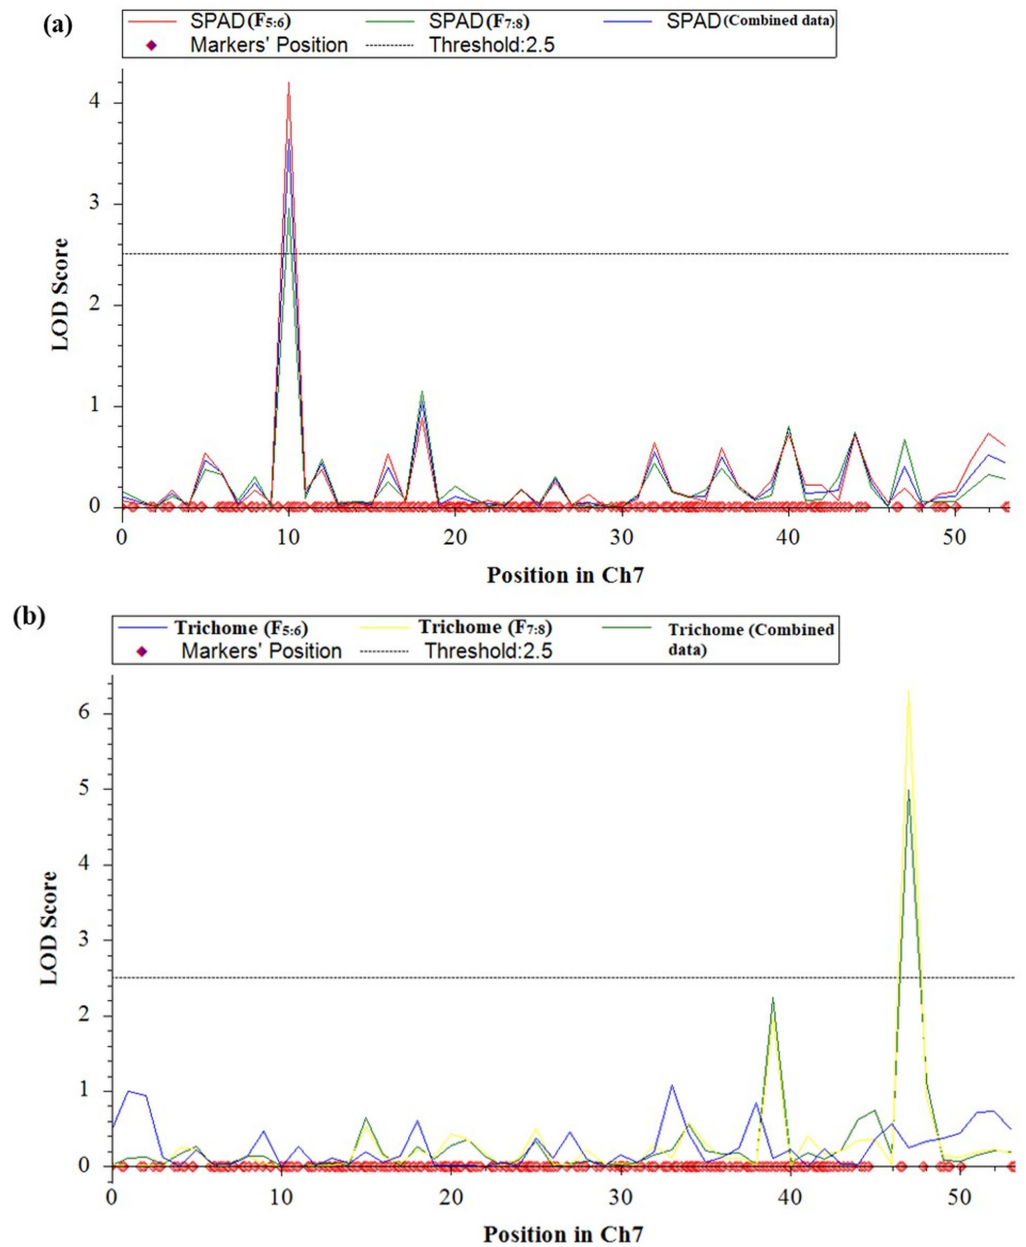 (a)
SPAD(F5:6) SPAD(F7:8) SPAD(Combined data)
Markers' Position Threshold:2.5
4
3
2
1
0
LOD Score
0 10 20 30 40 50
Position in Ch7
(b)
Trichome (F5:6) Trichome (F7:8) Trichome (Combined
data)
Markers' Position Threshold:2.5
6
5
4
3
2
1
0
LOD Score
0 10 20 30 40 50
Position in Ch7